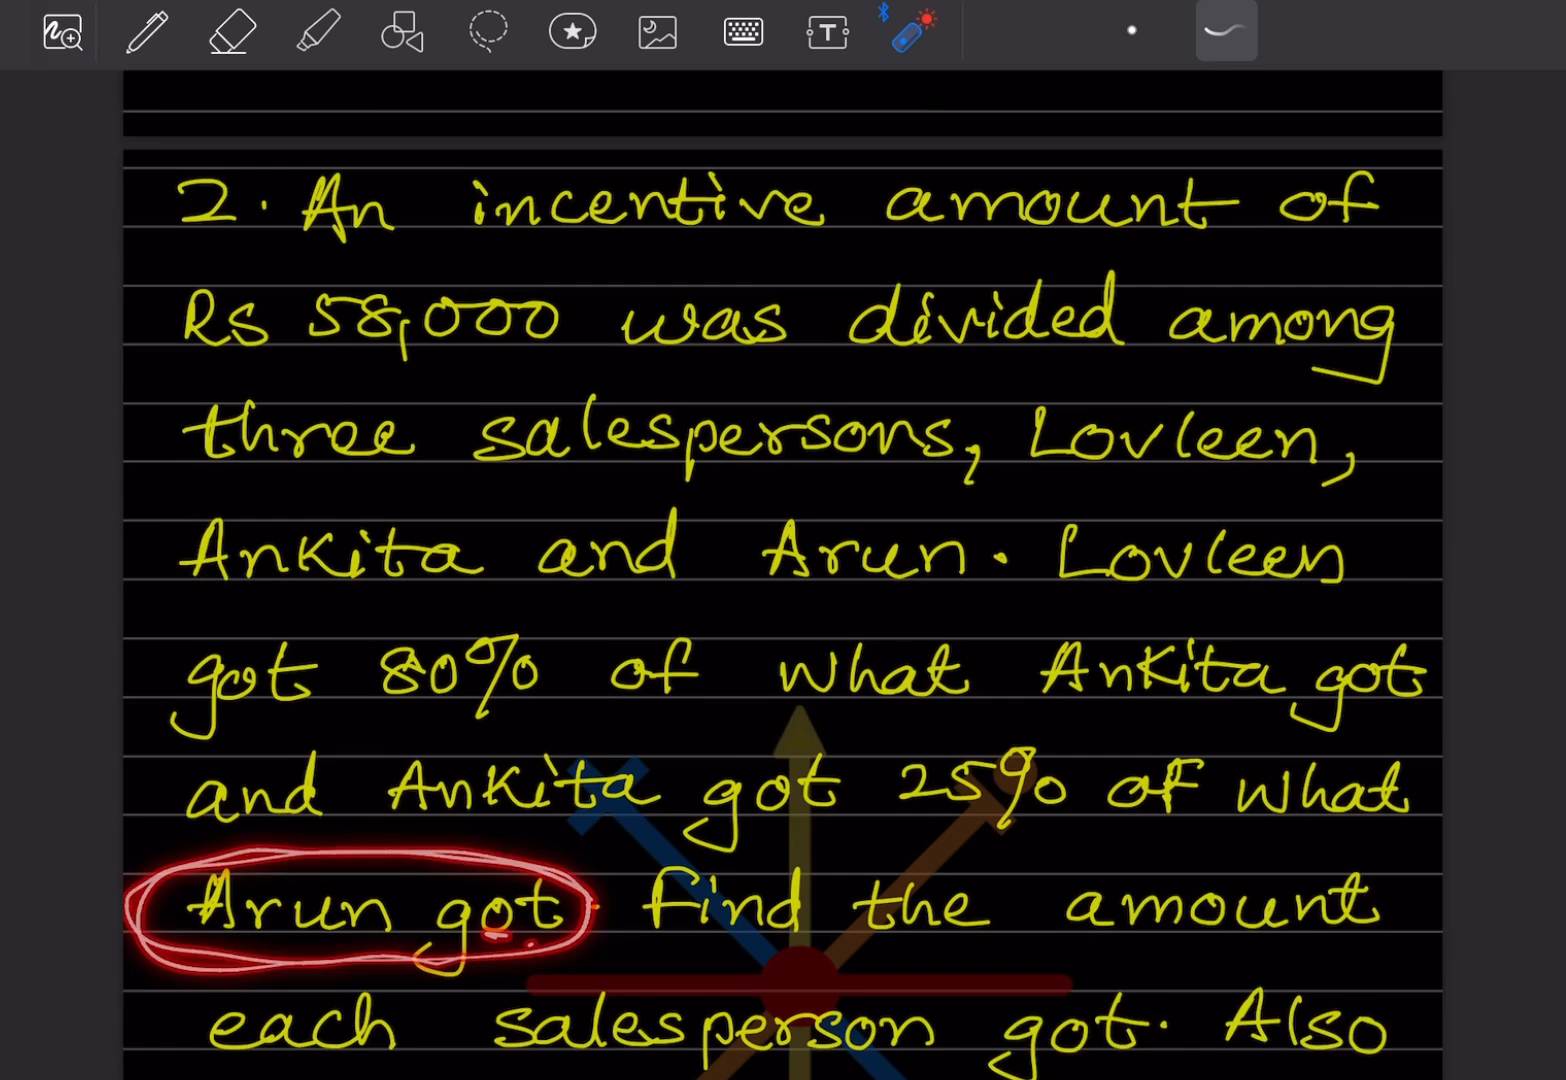 2. An incentive amount of
Rs 58,000 was divided among
three salespersons, Lovleen,
Ankita and Arun. Lovleen
got 80% of what Ankita got
and Ankita got 25% of what
Arun got. Find the amount
each salesperson got. Also